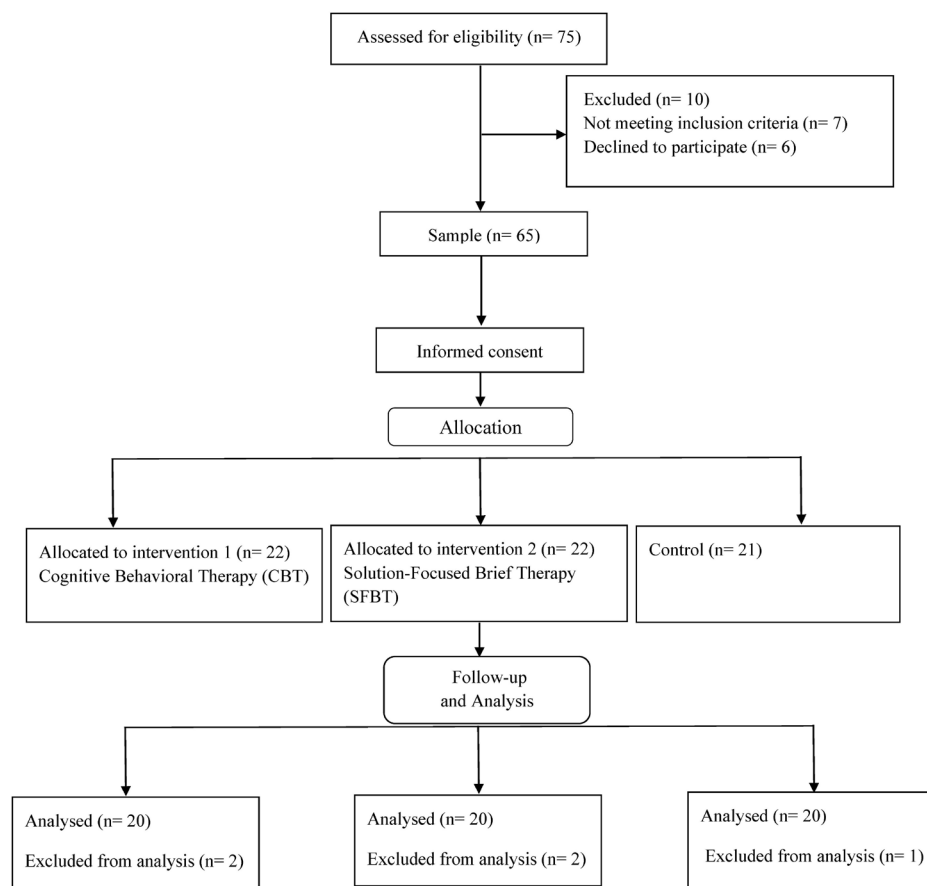 Assessed for eligibility (n= 75)
Excluded (n= 10)
Not meeting inclusion criteria (n= 7)
Declined to participate (n= 6)
Sample (n= 65)
Informed consent
Allocation
Allocated to intervention 1 (n= 22)
Cognitive Behavioral Therapy (CBT)
Allocated to intervention 2 (n= 22)
Solution-Focused Brief Therapy
(SFBT)
Control (n= 21)
Follow-up
and Analysis
Analysed (n= 20)
Excluded from analysis (n= 2)
Analysed (n= 20)
Excluded from analysis (n= 2)
Analysed (n= 20)
Excluded from analysis (n= 1)